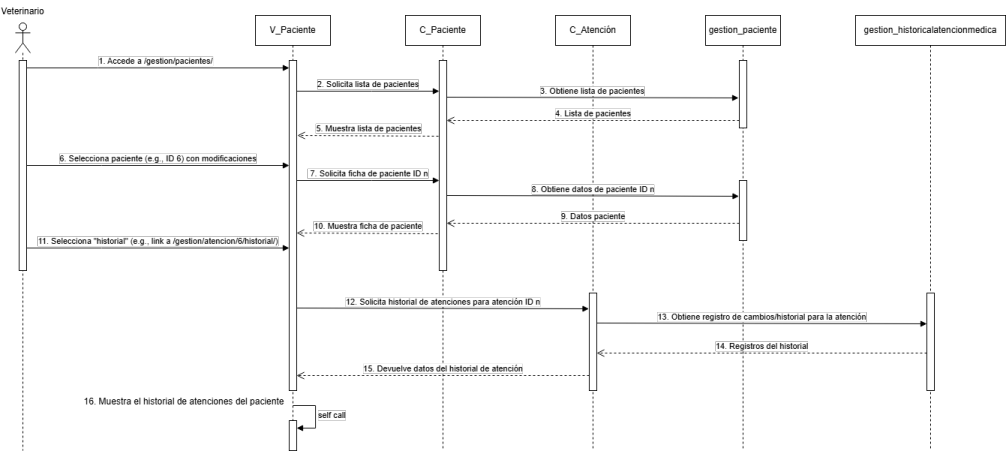 Veterinario
V_Paciente
C_Paciente
C_Atención
gestion_paciente
gestion_historicalatencionmedica
1. Accede a /gestion/pacientes/
2. Solicita lista de pacientes
3. Obtiene lista de pacientes
4. Lista de pacientes
5. Muestra lista de pacientes
6. Selecciona paciente (e.g., ID 6) con modificaciones
7. Solicita ficha de paciente ID n
8. Obtiene datos de paciente ID n
9. Datos paciente
10. Muestra ficha de paciente
11. Selecciona "historial" (e.g., link a /gestion/atencion/6/historial/)
12. Solicita historial de atenciones para atención ID n
13. Obtiene registro de cambios/historial para la atención
14. Registros del historial
15. Devuelve datos del historial de atención
16. Muestra el historial de atenciones del paciente
self call